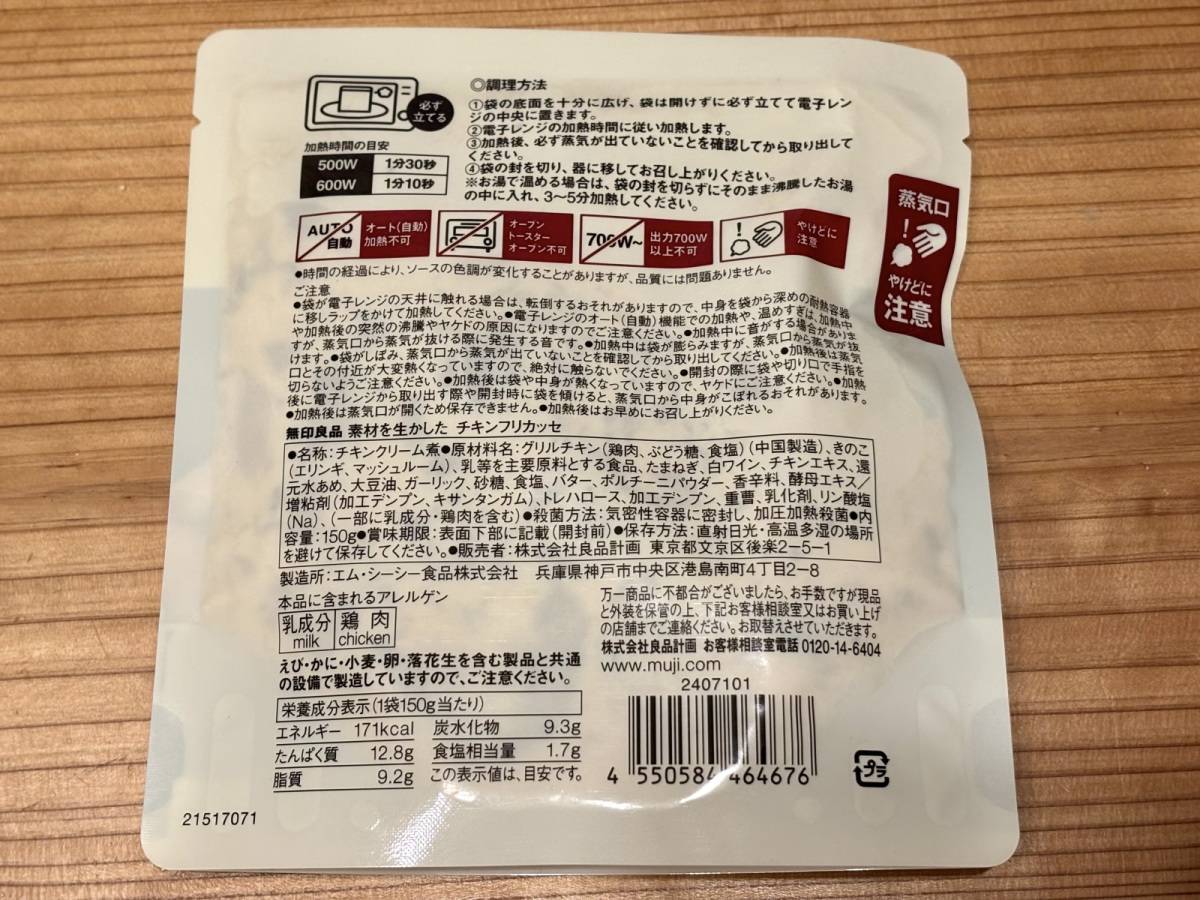 必ず
立てる
加熱時間の目安
500W 1分30秒
600W 1分10秒
◎調理方法
①袋の底面を十分に広げ、袋は開けずに必ず立てて電子レン
ジの中央に置きます。
②電子レンジの加熱時間に従い加熱します。
③加熱後、必ず蒸気が出ていないことを確認してから取り出して
ください。
④袋の封を切り、器に移してお召し上がりください。
※お湯で温める場合は、袋の封を切らずにそのまま沸騰したお湯
の中に入れ、3〜5分加熱してください。
AUTO
自動
オート(自動)
加熱不可
オーブン
トースター
オーブン不可
700W~
出力700W
以上不可
やけどに
注意
蒸気口
!
やけどに
注意
●時間の経過により、ソースの色調が変化することがありますが、品質には問題ありません。
ご注意
●袋が電子レンジの天井に触れる場合は、転倒するおそれがありますので、中身を袋から深めの耐熱容器
に移しラップをかけて加熱してください。●電子レンジのオート(自動)機能での加熱や、温めすぎは、加熱中
や加熱後の突然の沸騰やヤケドの原因になりますのでご注意ください。●加熱中に音がする場合がありま
すが、蒸気口から蒸気が抜ける際に発生する音です。●加熱中は袋が膨らみますが、蒸気口から蒸気が抜
けます。●袋がしぼみ、蒸気口から蒸気が出ていないことを確認してから取り出してください。●加熱後は蒸気
口とその付近が大変熱くなっていますので、絶対に触らないでください。●開封の際に袋や切り口で手指を
切らないようご注意ください。●加熱後は袋や中身が熱くなっていますので、ヤケドにご注意ください。●加熱
後に電子レンジから取り出す際や開封時に袋を傾けると、蒸気口から中身がこぼれるおそれがあります。
●加熱後は蒸気口が開くため保存できません。●加熱後はお早めにお召し上がりください。
無印良品 素材を生かした チキンフリカッセ
●名称:チキンクリーム煮●原材料名:グリルチキン(鶏肉、ぶどう糖、食塩)(中国製造)、きのこ
(エリンギ、マッシュルーム)、乳等を主要原料とする食品、たまねぎ、白ワイン、チキンエキス、還
元水あめ、大豆油、ガーリック、砂糖、食塩、バター、ポルチーニパウダー、香辛料、酵母エキス/
増粘剤(加工デンプン、キサンタンガム)、トレハロース、加工デンプン、重曹、乳化剤、リン酸塩
(Na)、(一部に乳成分・鶏肉を含む)●殺菌方法:気密性容器に密封し、加圧加熱殺菌●内
容量:150g●賞味期限:表面下部に記載(開封前)●保存方法:直射日光・高温多湿の場所
を避けて保存してください。●販売者:株式会社良品計画 東京都文京区後楽2-5-1
製造所:エム・シーシー食品株式会社 兵庫県神戸市中央区港島南町4丁目2-8
本品に含まれるアレルゲン
乳成分 鶏肉
milk chicken
えび・かに・小麦・卵・落花生を含む製品と共通
の設備で製造していますので、ご注意ください。
栄養成分表示(1袋150g当たり)
エネルギー 171kcal 炭水化物 9.3g
たんぱく質 12.8g 食塩相当量 1.7g
脂質 9.2g この表示値は、目安です。
万一商品に不都合がございましたら、お手数ですが現品
と外装を保管の上、下記お客様相談室又はお買い上げ
の店舗までご連絡ください。お取替えさせていただきます。
株式会社良品計画 お客様相談室電話 0120-14-6404
www.muji.com
2407101
4 550584 464676
プラ
21517071